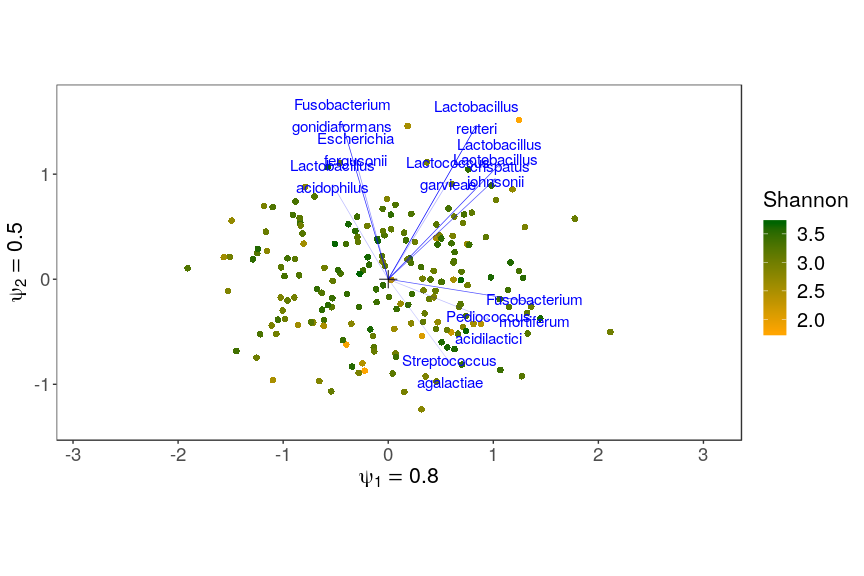 Fusobacterium
gonidiaformans
Lactobacillus
reuteri
Escherichia
fergusonii
Lactobacillus
crispatus
Lactobacillus
acidophilus
Lactococcus
garvieae
Lactobacillus
johnsonii
Fusobacterium
mortiferum
Pediococcus
acidilactici
Streptococcus
agalactiae
1
0
-1
ψ2 = 0.5
-3 -2 -1 0 1 2 3
ψ1 = 0.8
Shannon
3.5
3.0
2.5
2.0